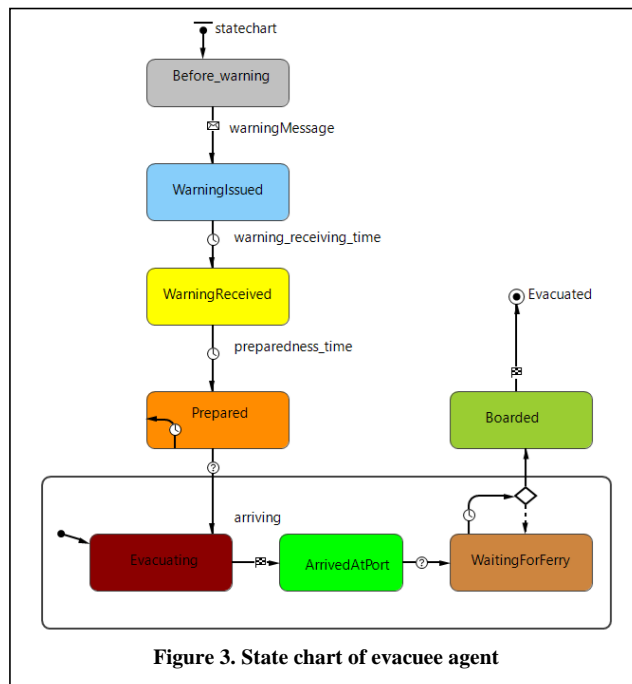 statechart
Before_warning
warningMessage
WarningIssued
warning_receiving_time
WarningReceived
preparedness_time
Evacuated
Prepared
Boarded
?
arriving
Evacuating
ArrivedAtPort
?
WaitingForFerry
Figure 3. State chart of evacuee agent